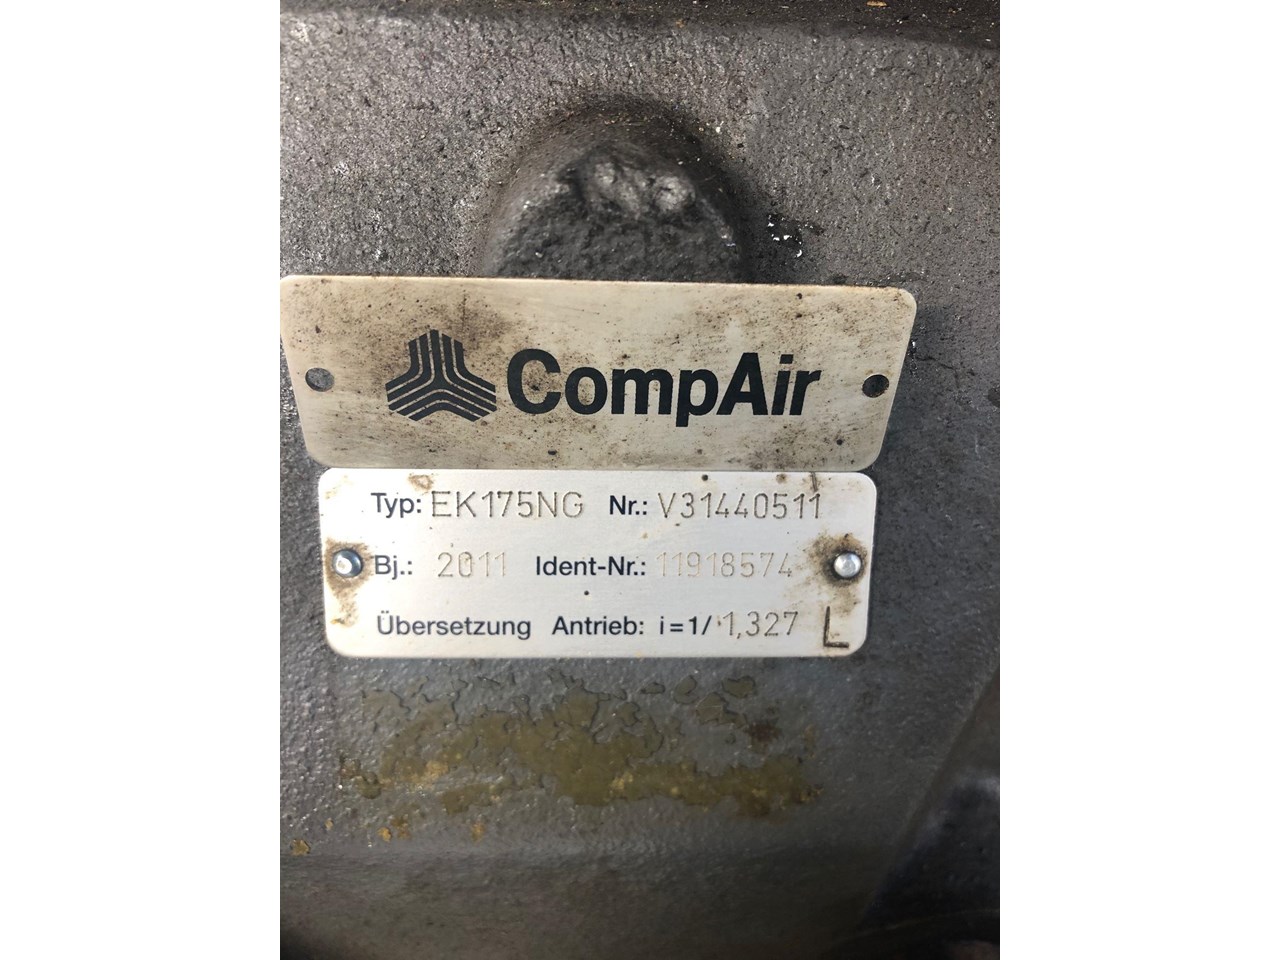 CompAir
Typ: EK175NG Nr.: V31440511
Bj.: 2011 Ident-Nr.: 11918574
Übersetzung Antrieb: i=1/ 1,327 L